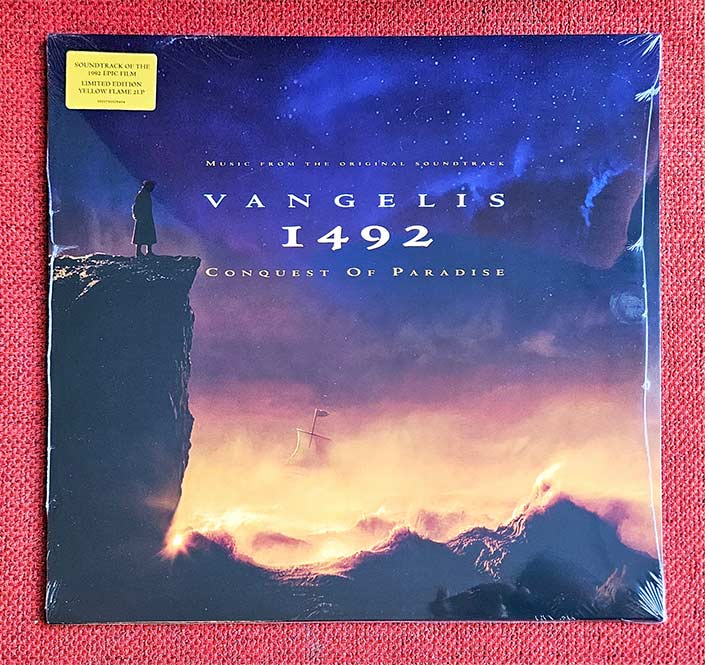 SOUNDTRACK OF THE
1992 EPIC FILM
LIMITED EDITION
YELLOW FLAME 2LP
MUSIC FROM THE ORIGINAL SOUNDTRACK
VANGELIS
1492
CONQUEST OF PARADISE